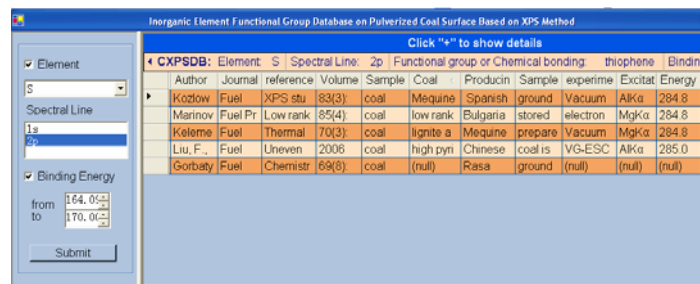 Inorganic Element Functional Group Database on Pulverized Coal Surface Based on XPS Method
Click "+" to show details
CXPSDB: Element: S Spectral Line: 2p Functional group or Chemical bonding: thiophene Bindin
Author Journal reference Volume Sample Coal Producin Sample experime Excitat Energy
Kozlow Fuel XPS stu 83(3): coal Mequine Spanish ground Vacuum AlKα 284.8
Marinov Fuel Pr Low rank 85(4): coal low rank Bulgaria stored electron MgKα 284.8
Keleme Fuel Thermal 70(3): coal lignite a Mequine prepare Vacuum MgKα 284.8
Liu, F., Fuel Uneven 2006 coal high pyri Chinese coal is VG-ESC AlKα 285.0
Gorbaty Fuel Chemistr 69(8): coal (null) Rasa ground (null) (null) (null)
Element
S
Spectral Line
1s
2p
Binding Energy
from 164.05
to 170.00
Submit